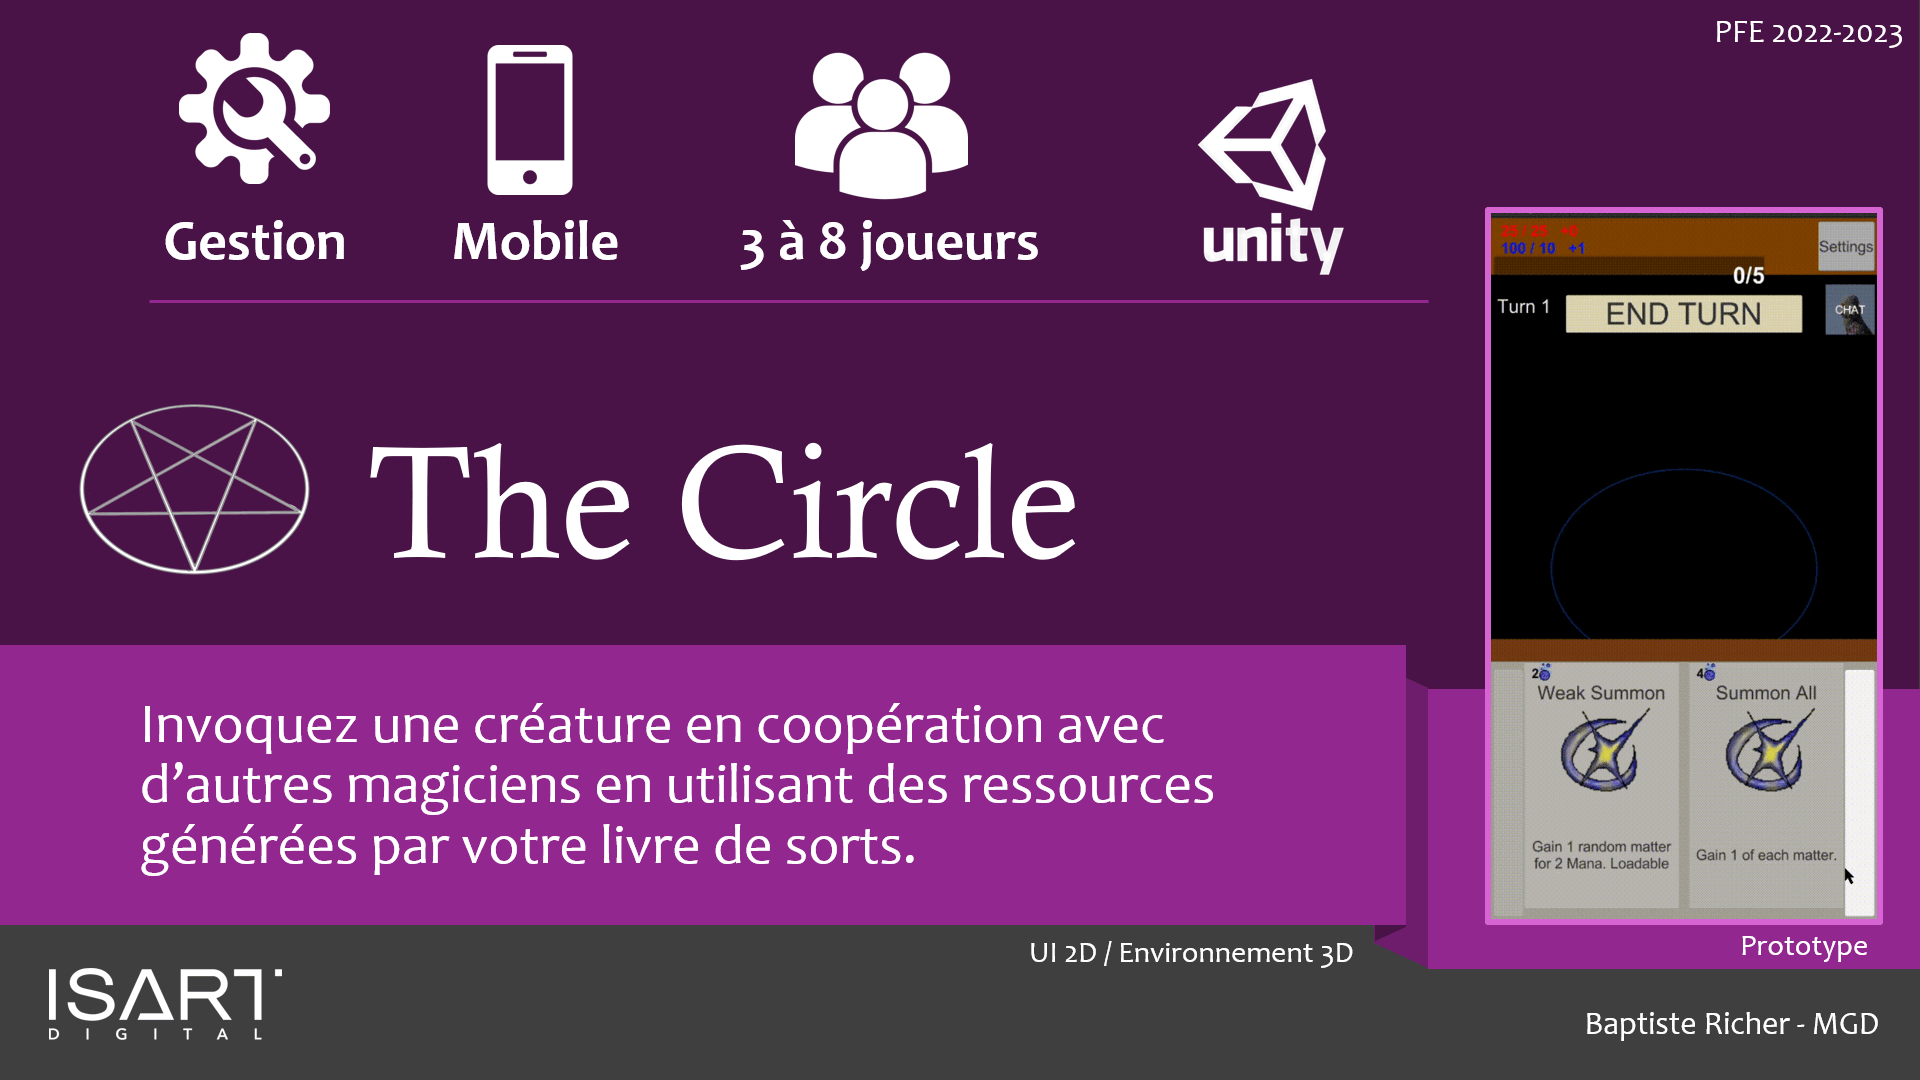 PFE 2022-2023
Gestion
Mobile
3 à 8 joueurs
unity
The Circle
Invoquez une créature en coopération avec
d’autres magiciens en utilisant des ressources
générées par votre livre de sorts.
25 / 25 +0
100 / 10 +1
Settings
0/5
Turn 1
END TURN
CHAT
2
Weak Summon
Gain 1 random matter
for 2 Mana. Loadable
4
Summon All
Gain 1 of each matter.
UI 2D / Environnement 3D
Prototype
ISART
DIGITAL
Baptiste Richer - MGD